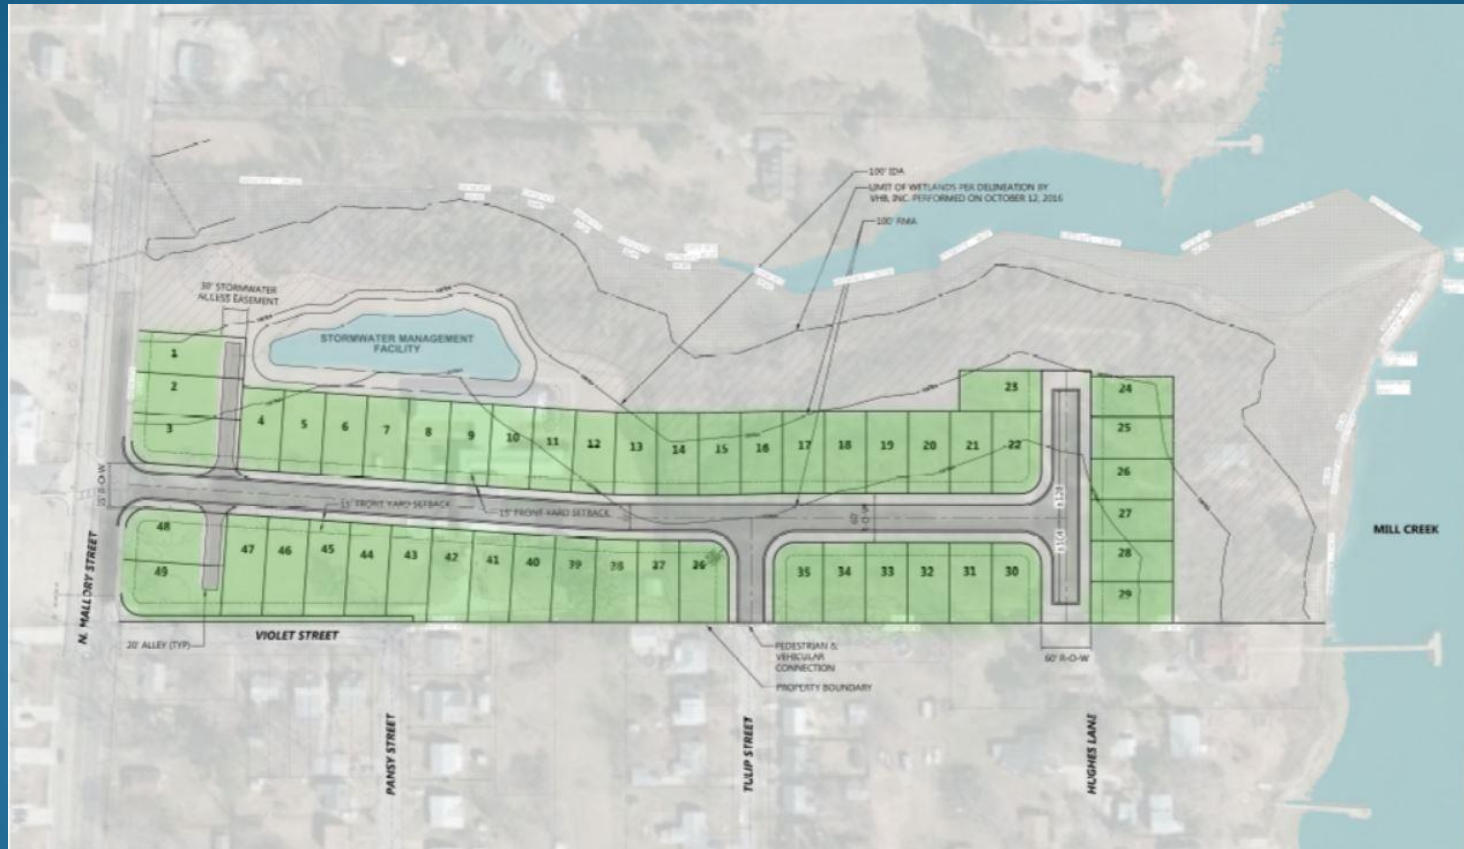 100' IDA
LIMIT OF WETLANDS PER DELINEATION BY
VHB, INC. PERFORMED ON OCTOBER 12, 2016
100' RMA
30' STORMWATER
ACCESS EASEMENT
STORMWATER MANAGEMENT
FACILITY
1
2
3
4
5
6
7
8
9
10
11
12
13
14
15
16
17
18
19
20
21
22
23
24
25
26
27
28
29
15' FRONT YARD SETBACK
15' FRONT YARD SETBACK
60'
R-O-W
R-O-W
48
49
47
46
45
44
43
42
41
40
39
38
37
36
35
34
33
32
31
30
MILL CREEK
N. MALLORY STREET
VIOLET STREET
20' ALLEY (TYP)
PEDESTRIAN &
VEHICULAR
CONNECTION
PROPERTY BOUNDARY
60' R-O-W
PANSY STREET
TULIP STREET
HUGHES LANE